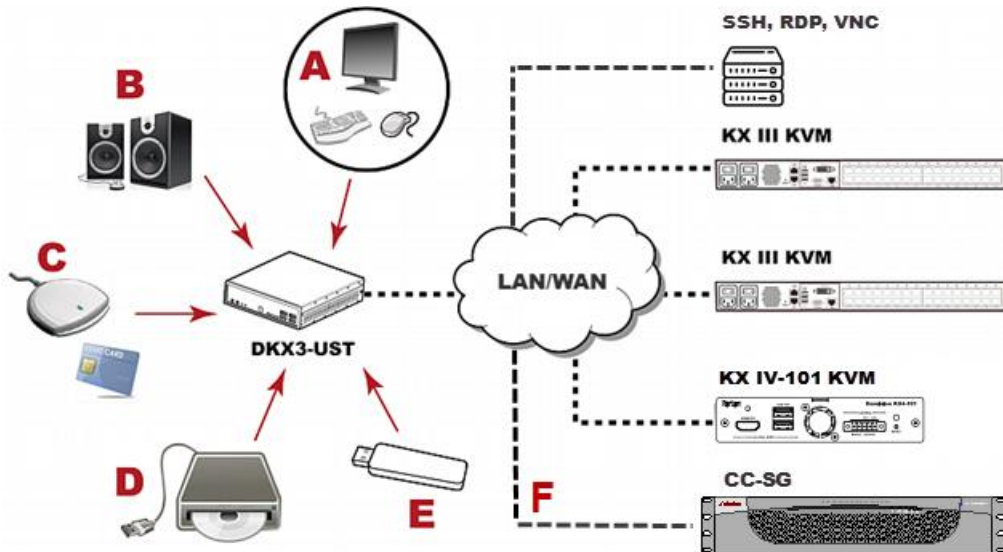 SSH, RDP, VNC
A
B
KX III KVM
C
LAN/WAN
KX III KVM
DKX3-UST
KX IV-101 KVM
D
E
F
CC-SG